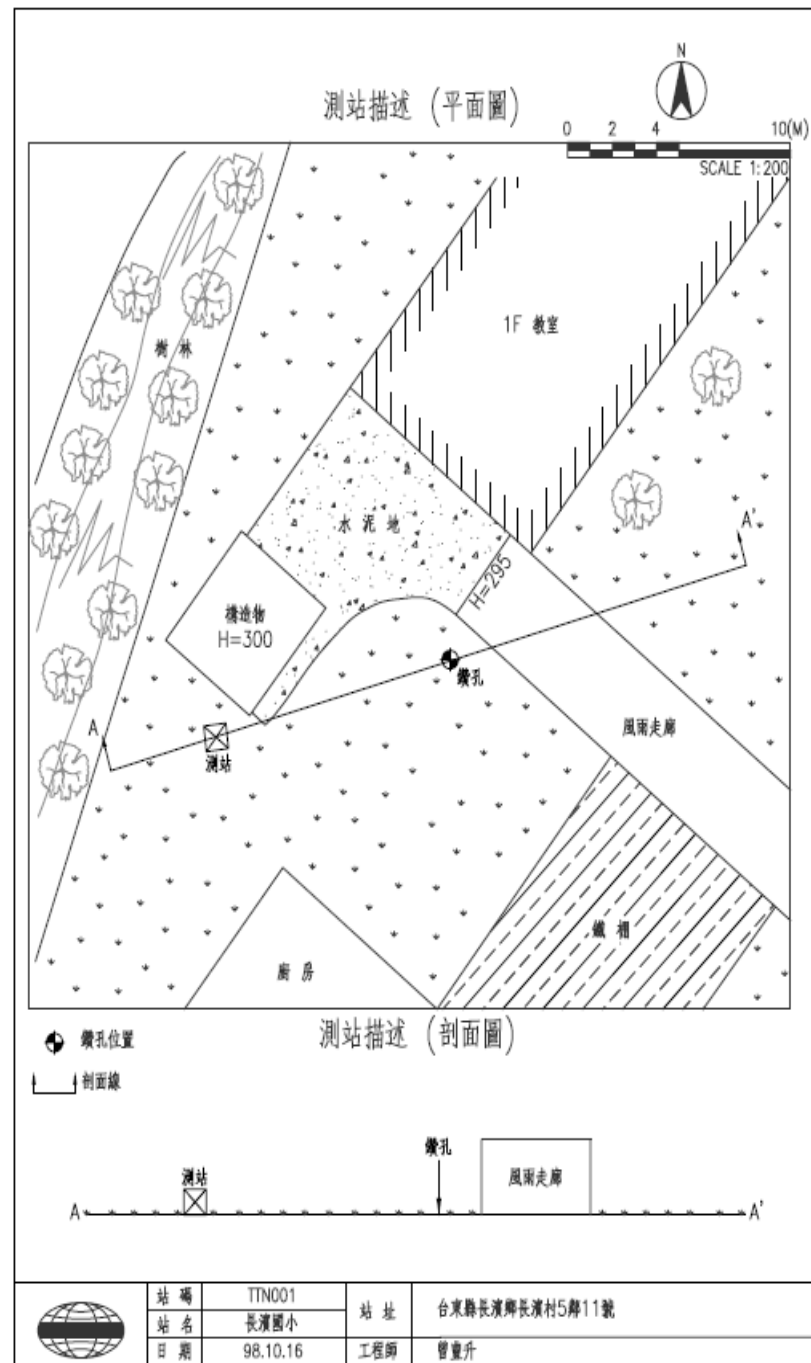 N
測站描述 (平面圖)
0 2 4 10(M)
SCALE 1:200
1F 教室
樹林
水泥地
A'
H=295
構造物
H=300
鑽孔
A
測站
風雨走廊
鐵棚
廚房
測站描述 (剖面圖)
鑽孔位置
剖面線
鑽孔
測站
風雨走廊
A A'
站碼 TTN001
站名 長濱國小
站址 台東縣長濱鄉長濱村5鄰11號
日期 98.10.16
工程師